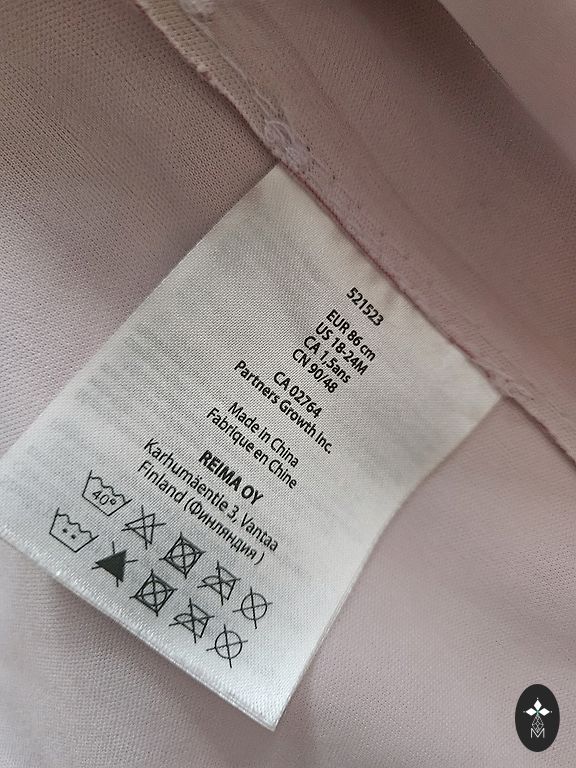 521523
EUR 86 cm
US 18-24M
CA 1,5ans
CN 90/48
CA 02764
Partners Growth Inc.
Made in China
Fabrique en Chine
REIMA OY
Karhumäentie 3, Vantaa
Finland (Финляндия )
40°
M